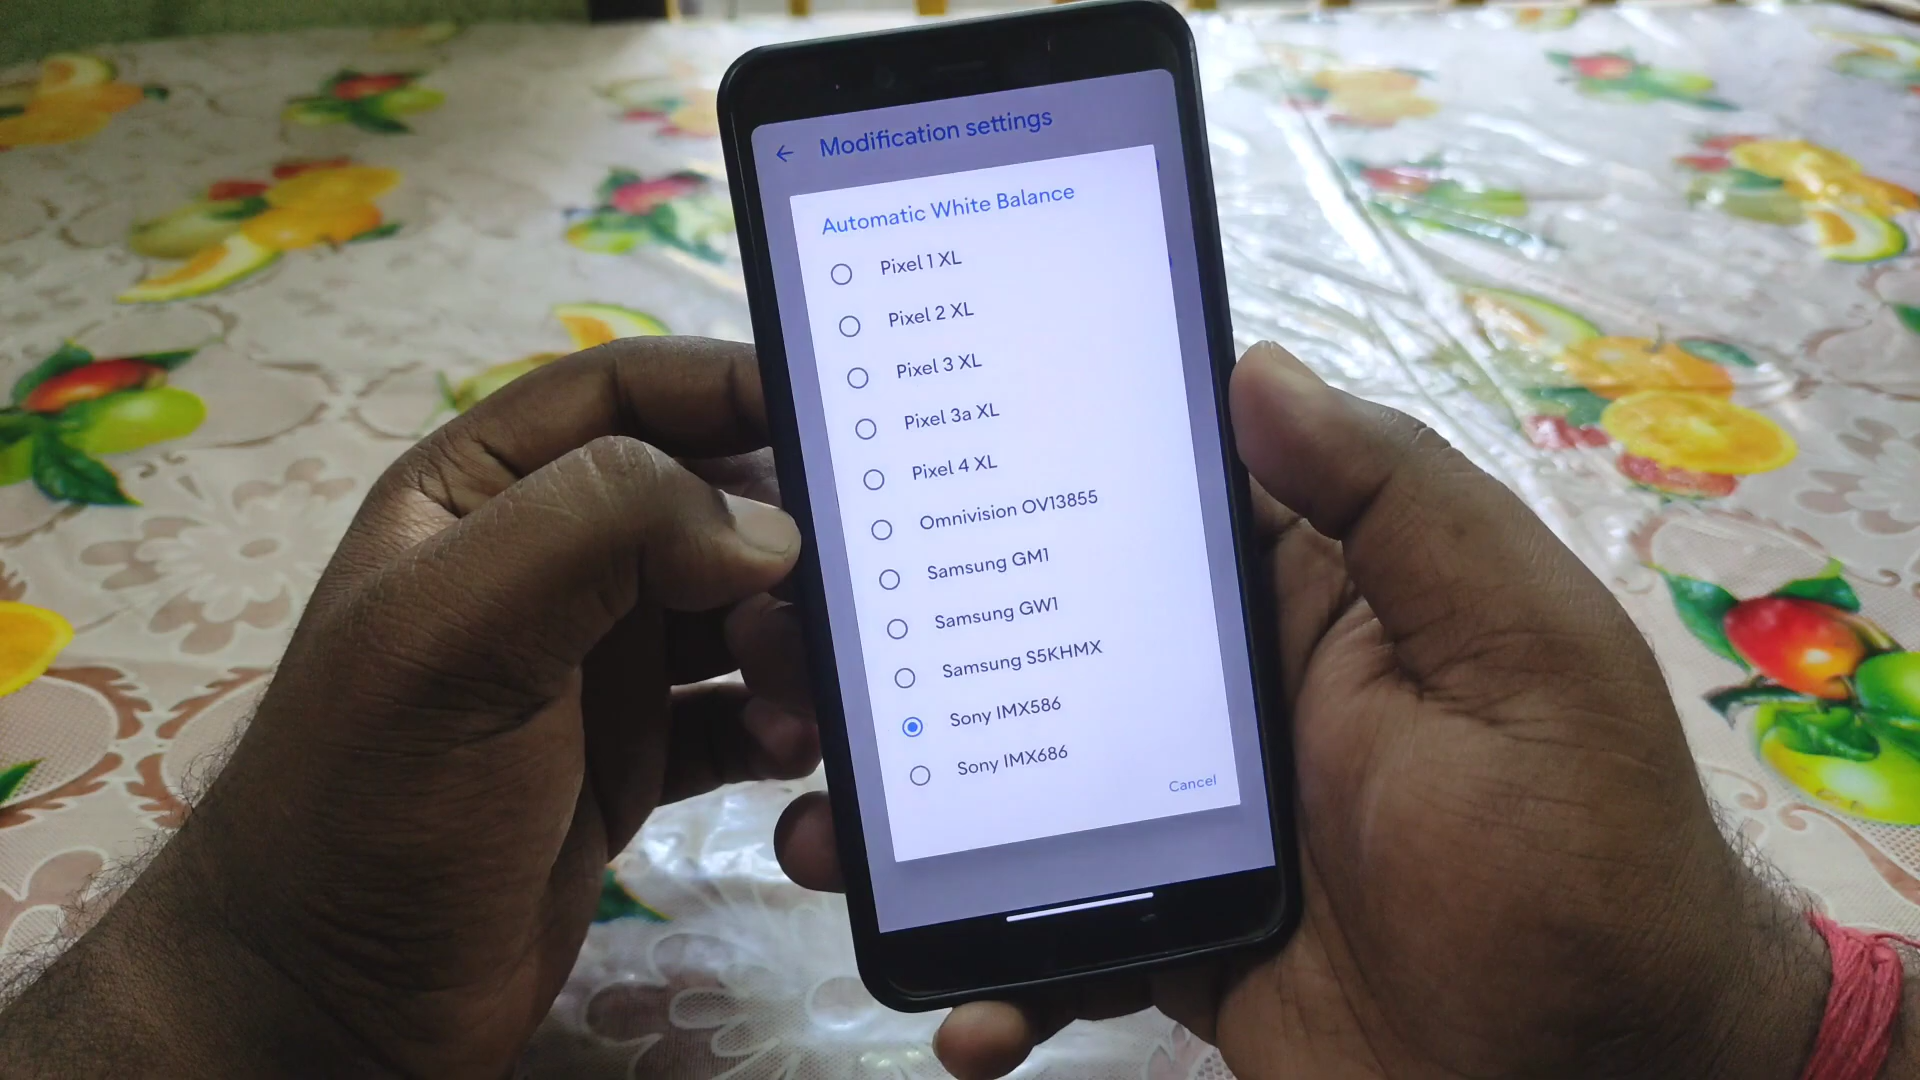 Modification settings
Automatic White Balance
Pixel 1 XL
Pixel 2 XL
Pixel 3 XL
Pixel 3a XL
Pixel 4 XL
Omnivision OV13855
Samsung GM1
Samsung GW1
Samsung S5KHMX
Sony IMX586
Sony IMX686
Cancel